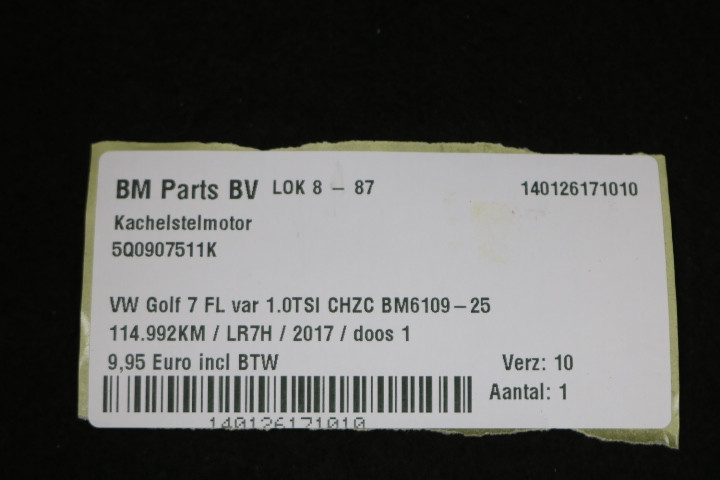 BM Parts BV LOK 8 - 87 140126171010
Kachelstelmotor
5Q0907511K
VW Golf 7 FL var 1.0TSI CHZC BM6109-25
114.992KM / LR7H / 2017 / doos 1
9,95 Euro incl BTW Verz: 10
Aantal: 1
140126171010